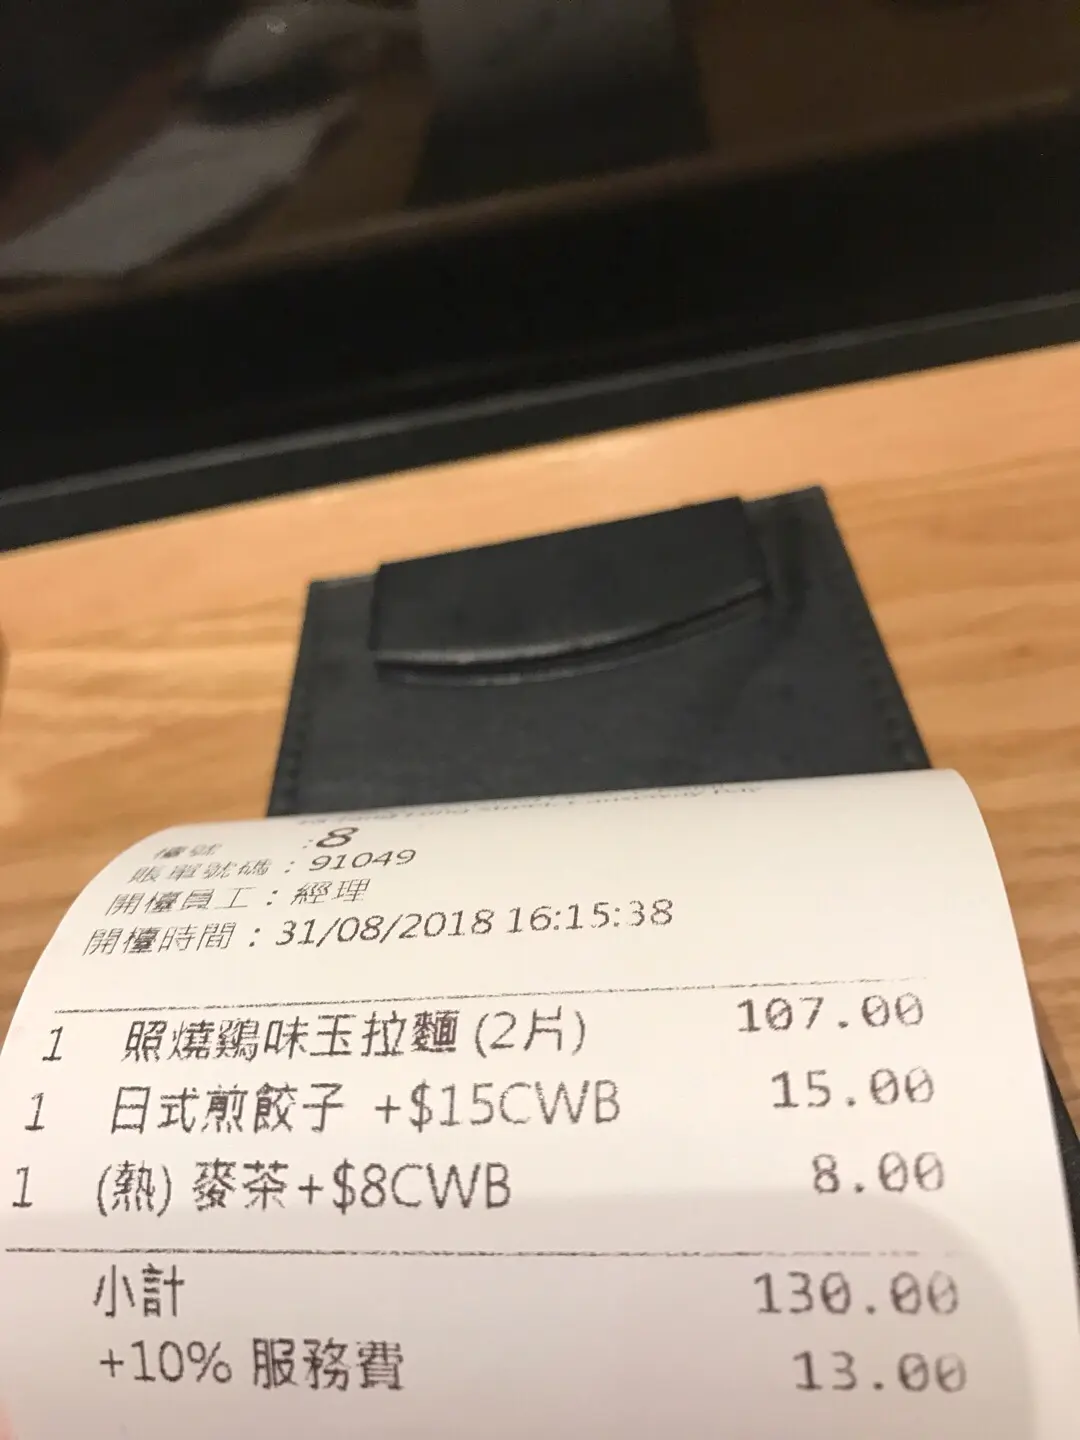 檯號 :8
賬單號碼 : 91049
開檯員工 : 經理
開檯時間 : 31/08/2018 16:15:38
1 照燒鷄味玉拉麵 (2片) 107.00
1 日式煎餃子 +$15CWB 15.00
1 (熱) 麥茶+$8CWB 8.00
小計 130.00
+10% 服務費 13.00